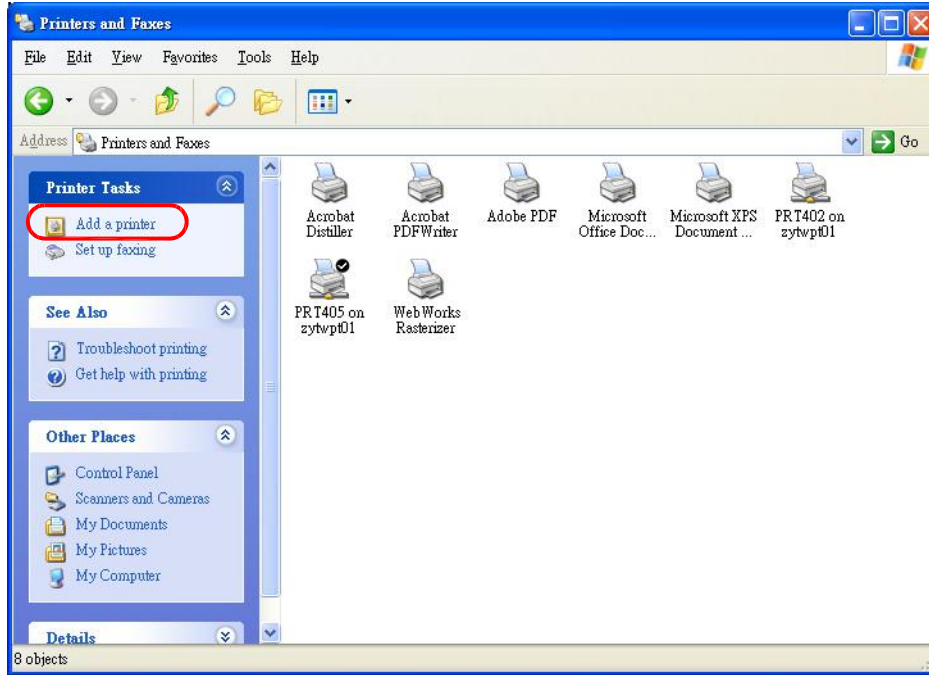 Printers and Faxes
File Edit View Favorites Tools Help
Address Printers and Faxes Go
Printer Tasks
Add a printer
Set up faxing
See Also
Troubleshoot printing
Get help with printing
Other Places
Control Panel
Scanners and Cameras
My Documents
My Pictures
My Computer
Details
Acrobat
Distiller
Acrobat
PDFWriter
Adobe PDF
Microsoft
Office Doc...
Microsoft XPS
Document ...
PRT402 on
zytwpt01
PRT405 on
zytwpt01
WebWorks
Rasterizer
8 objects